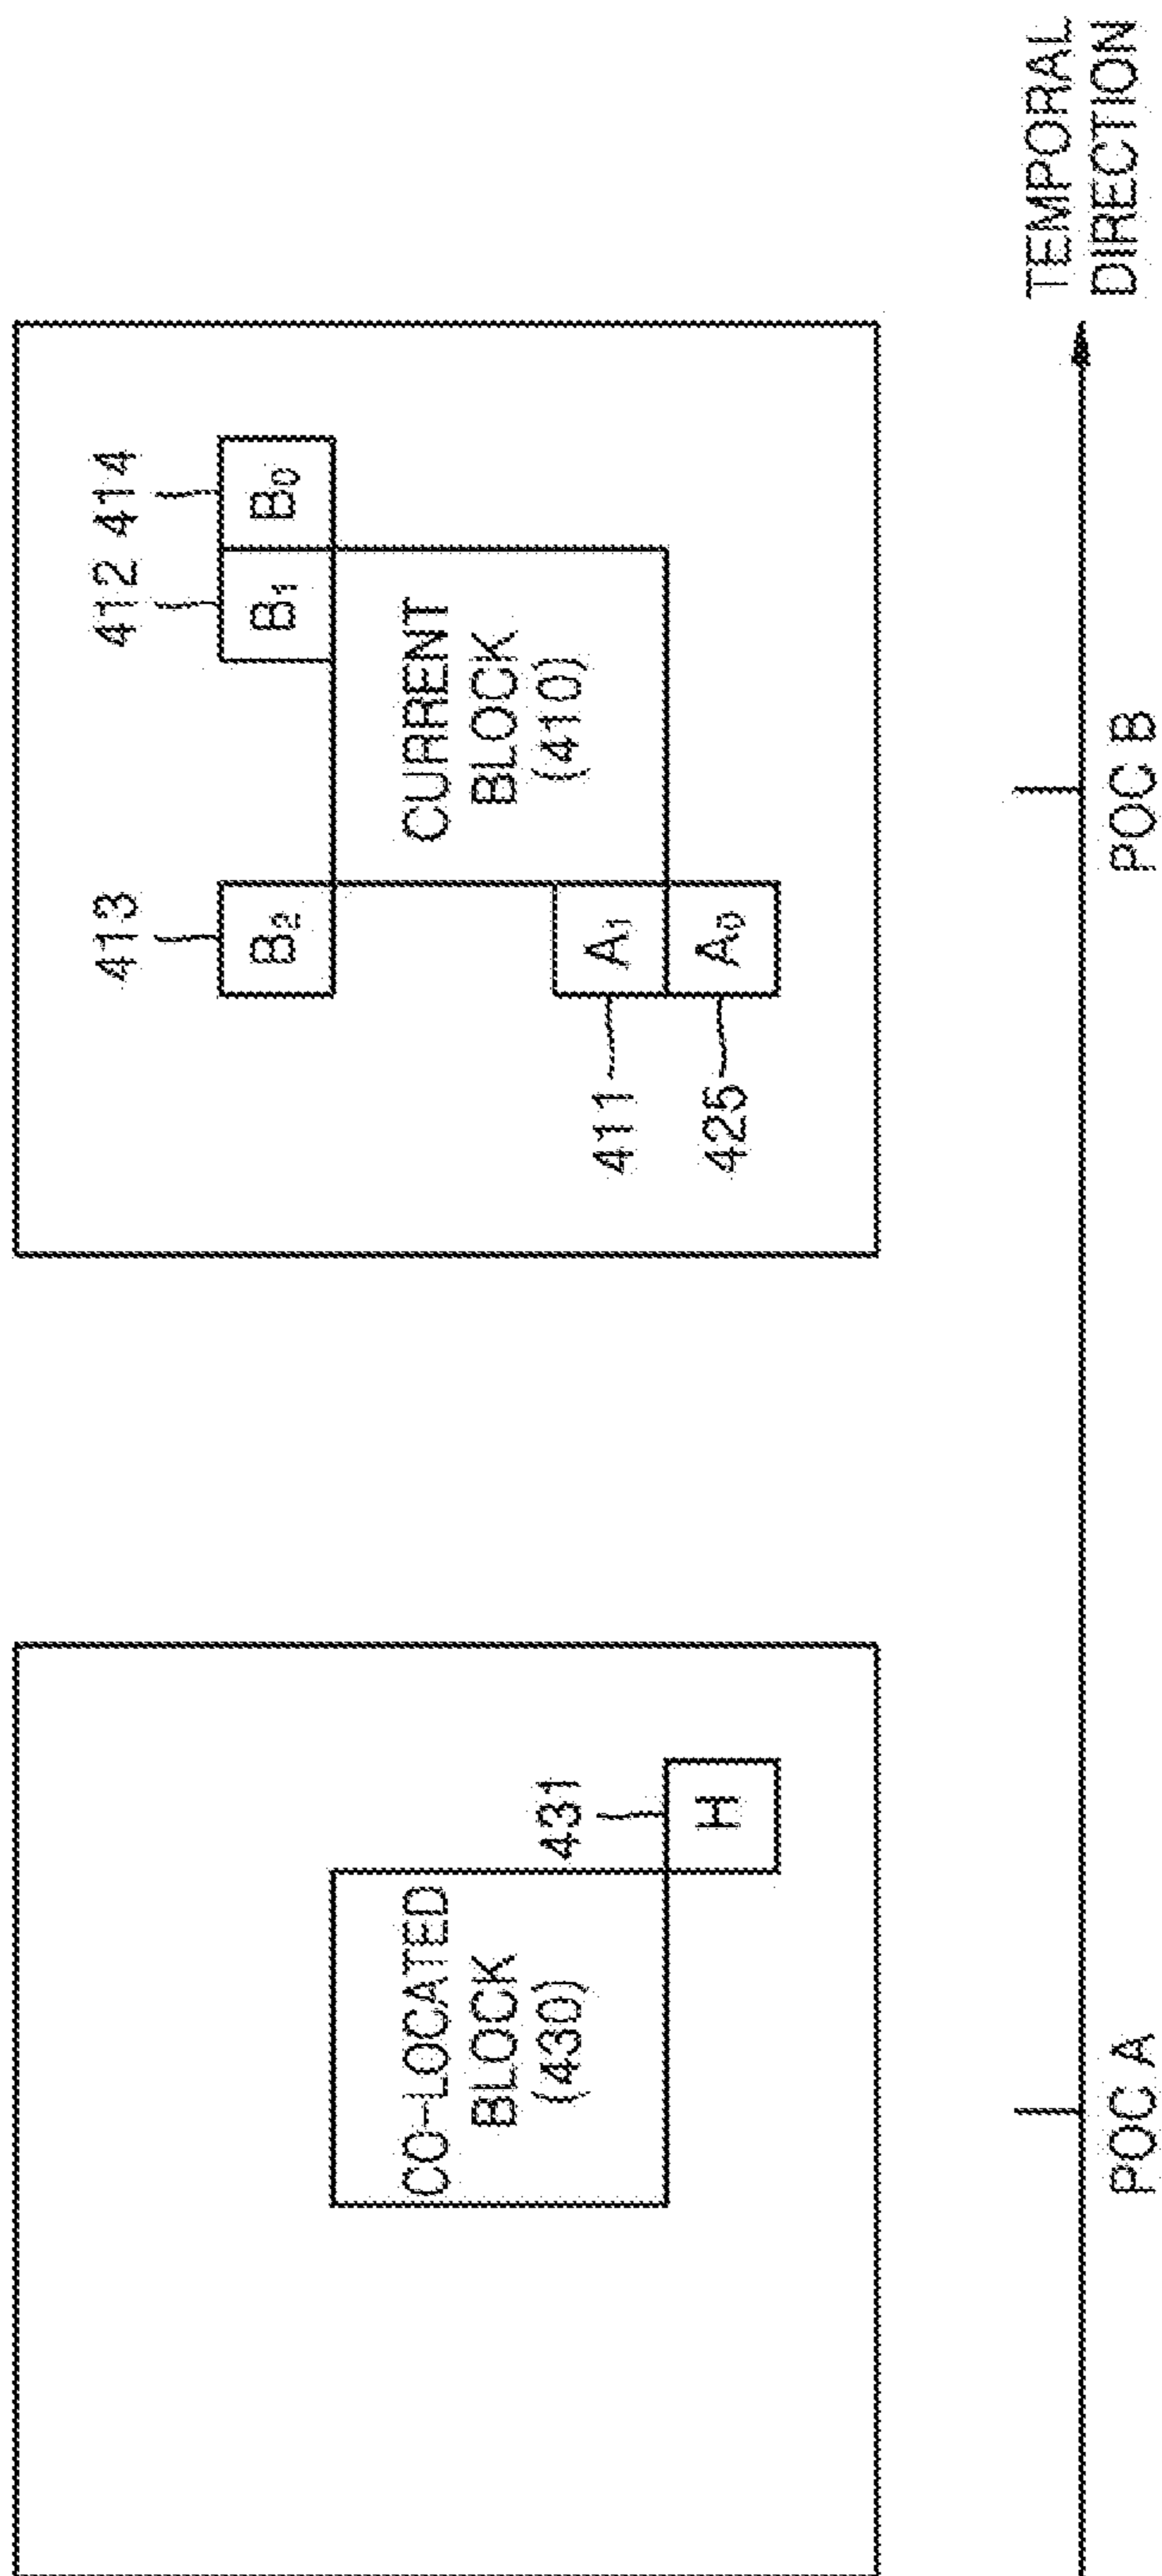 CO-LOCATED
BLOCK
(430)
431
H
413
B₂
412
414
B₁
B₀
CURRENT
BLOCK
(410)
411
A₁
425
A₀
POC A
POC B
TEMPORAL
DIRECTION